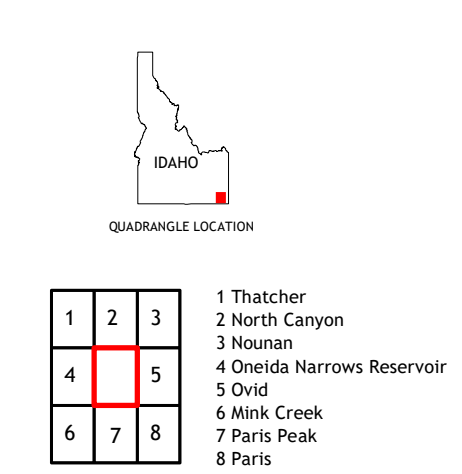 IDAHO
QUADRANGLE LOCATION
1 2 3
4 5
6 7 8
1 Thatcher
2 North Canyon
3 Nounan
4 Oneida Narrows Reservoir
5 Ovid
6 Mink Creek
7 Paris Peak
8 Paris